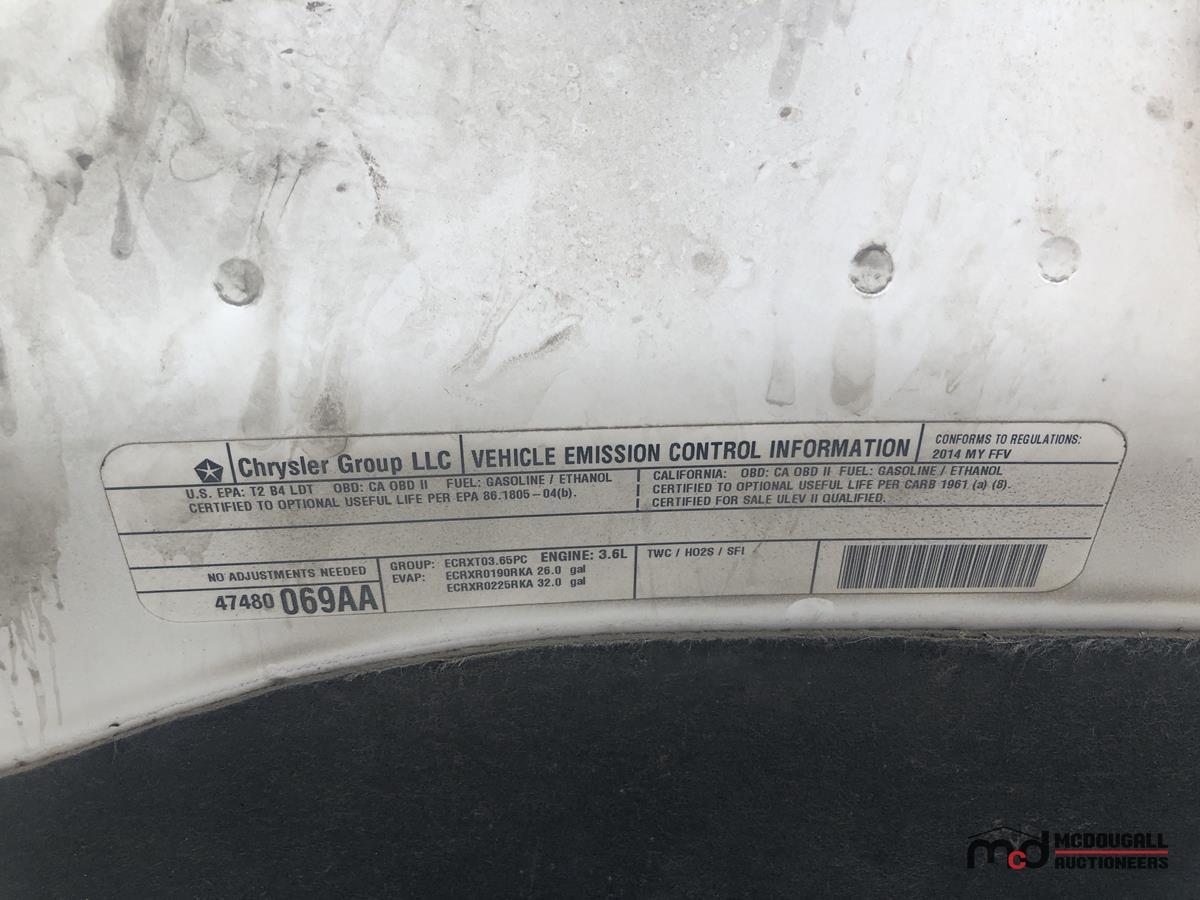 Chrysler Group LLC
VEHICLE EMISSION CONTROL INFORMATION
CONFORMS TO REGULATIONS:
2014 MY FFV
U.S. EPA: T2 B4 LDT OBD: CA OBD II FUEL: GASOLINE / ETHANOL
CERTIFIED TO OPTIONAL USEFUL LIFE PER EPA 86.1805-04(b).
CALIFORNIA: OBD: CA OBD II FUEL: GASOLINE / ETHANOL
CERTIFIED TO OPTIONAL USEFUL LIFE PER CARB 1961 (a) (8).
CERTIFIED FOR SALE ULEV II QUALIFIED.
NO ADJUSTMENTS NEEDED
47480 069AA
GROUP: ECRXT03.65PC ENGINE: 3.6L
EVAP: ECRXR0190RKA 26.0 gal
ECRXR0225RKA 32.0 gal
TWC / HO2S / SFI
mcd MCDOUGALL
AUCTIONEERS